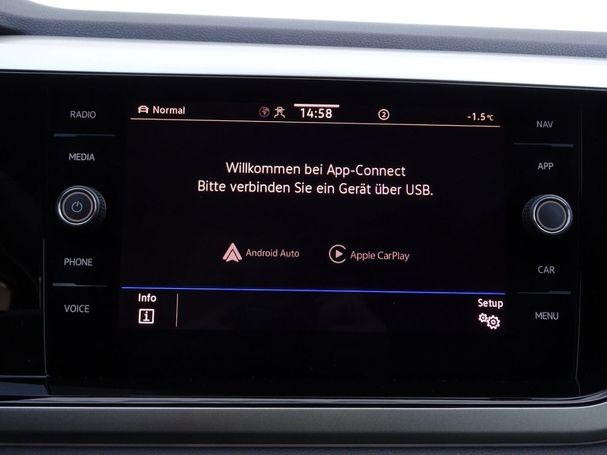 RADIO
MEDIA
PHONE
VOICE
Normal
14:58
2
-1.5°C
Willkommen bei App-Connect
Bitte verbinden Sie ein Gerät über USB.
Android Auto
Apple CarPlay
Info
Setup
NAV
APP
CAR
MENU